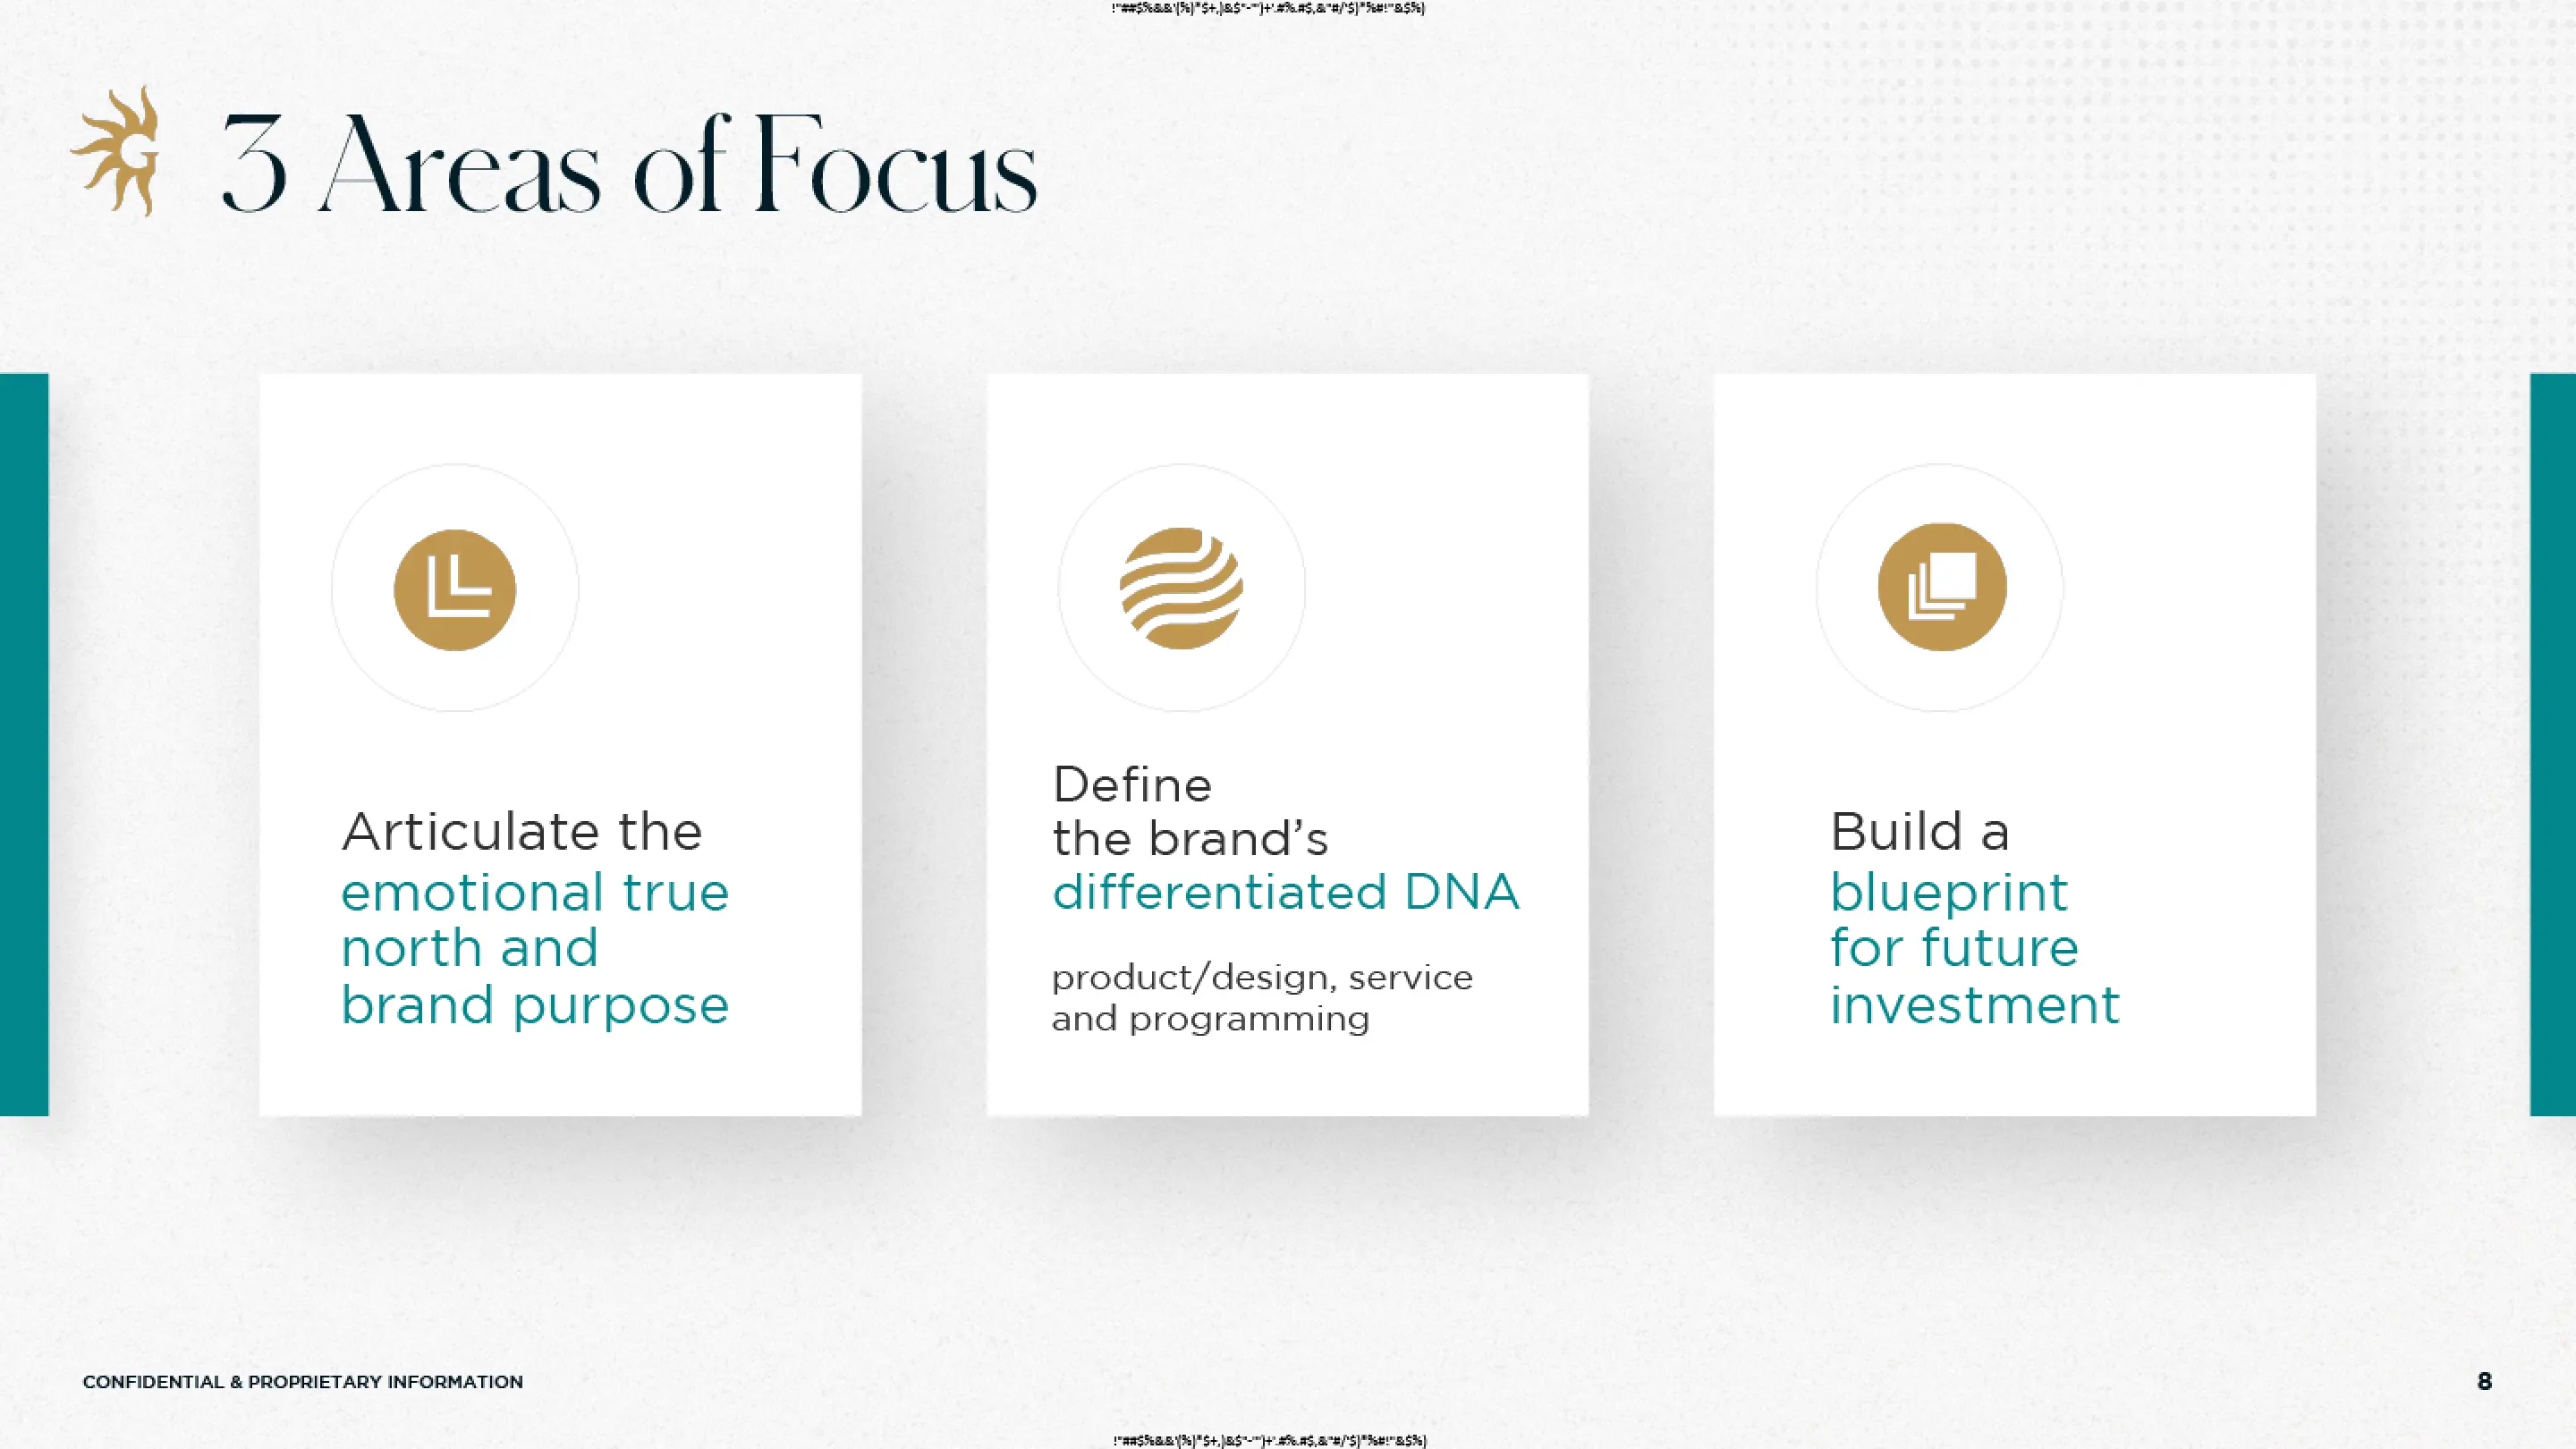 3 Areas of Focus
Articulate the
emotional true
north and
brand purpose
Define
the brand’s
differentiated DNA
product/design, service
and programming
Build a
blueprint
for future
investment
CONFIDENTIAL & PROPRIETARY INFORMATION
8